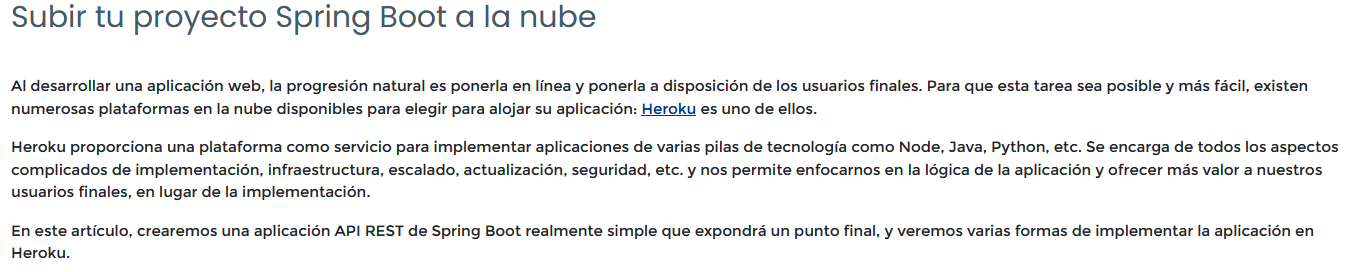 Subir tu proyecto Spring Boot a la nube
Al desarrollar una aplicación web, la progresión natural es ponerla en línea y ponerla a disposición de los usuarios finales. Para que esta tarea sea posible y más fácil, existen
numerosas plataformas en la nube disponibles para elegir para alojar su aplicación: Heroku es uno de ellos.
Heroku proporciona una plataforma como servicio para implementar aplicaciones de varias pilas de tecnología como Node, Java, Python, etc. Se encarga de todos los aspectos
complicados de implementación, infraestructura, escalado, actualización, seguridad, etc. y nos permite enfocarnos en la lógica de la aplicación y ofrecer más valor a nuestros
usuarios finales, en lugar de la implementación.
En este artículo, crearemos una aplicación API REST de Spring Boot realmente simple que expondrá un punto final, y veremos varias formas de implementar la aplicación en
Heroku.